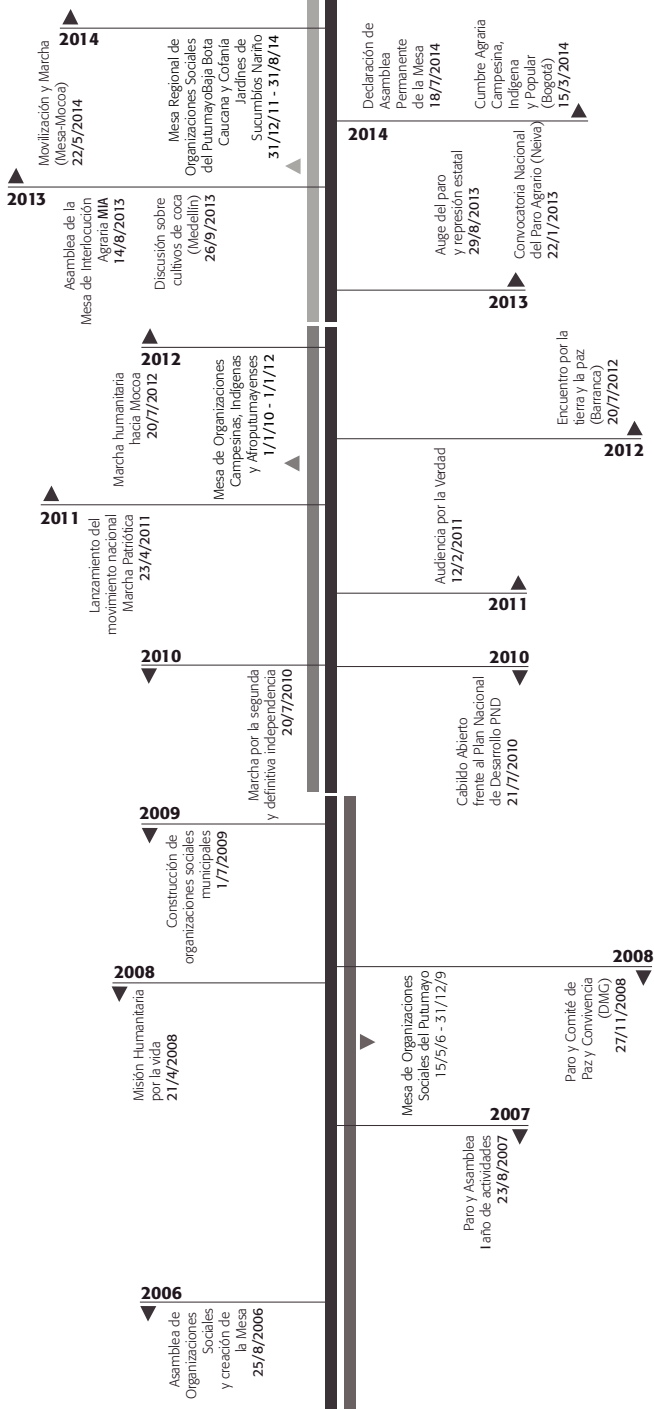 2006
Asamblea de
Organizaciones
Sociales
y creación de
la Mesa
25/8/2006
2008
Misión Humanitaria
por la vida
21/4/2008
2009
Construcción de
organizaciones sociales
municipales
1/7/2009
2010
Marcha por la segunda
y definitiva independencia
20/7/2010
2011
Lanzamiento del
movimiento nacional
Marcha Patriótica
23/4/2011
2012
Marcha humanitaria
hacia Mocoa
20/7/2012
Mesa de Organizaciones
Campesinas, Indígenas
y Afroputumayenses
1/1/10 - 1/1/12
2013
Asamblea de la
Mesa de Interlocución
Agraria MIA
14/8/2013
Discusión sobre
cultivos de coca
(Medellín)
26/9/2013
2014
Movilización y Marcha
(Mesa-Mocoa)
22/5/2014
Mesa Regional de
Organizaciones Sociales
del PutumayoBaja Bota
Caucana y Cofanía
Jardines de
Sucumbíos Nariño
31/12/11 - 31/8/14
2007
Paro y Asamblea
1 año de actividades
23/8/2007
Mesa de Organizaciones
Sociales del Putumayo
15/5/6 - 31/12/9
2008
Paro y Comité de
Paz y Convivencia
(DMG)
27/11/2008
2010
Cabildo Abierto
frente al Plan Nacional
de Desarrollo PND
21/7/2010
2011
Audiencia por la Verdad
12/2/2011
2012
Encuentro por la
tierra y la paz
(Barranca)
20/7/2012
2013
Auge del paro
y represión estatal
29/8/2013
Convocatoria Nacional
del Paro Agrario (Neiva)
22/1/2013
2014
Declaración de
Asamblea
Permanente
de la Mesa
18/7/2014
Cumbre Agraria
Campesina,
Indígena
y Popular
(Bogotá)
15/3/2014